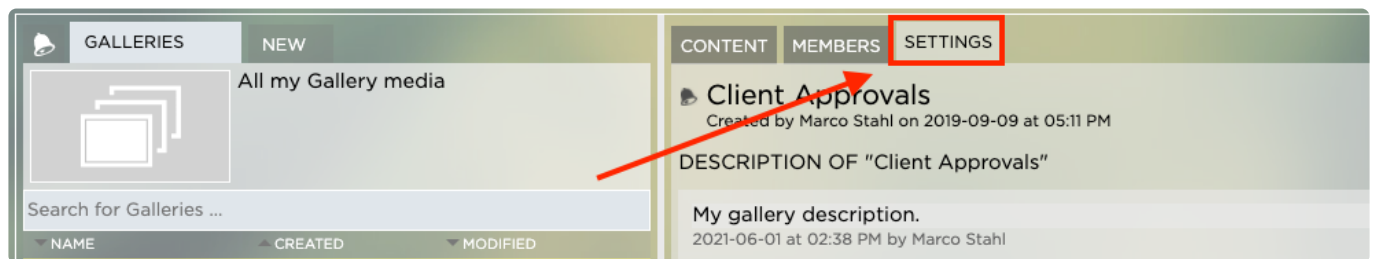 GALLERIES NEW
All my Gallery media
Search for Galleries ...
NAME CREATED MODIFIED
CONTENT MEMBERS SETTINGS
Client Approvals
Created by Marco Stahl on 2019-09-09 at 05:11 PM
DESCRIPTION OF "Client Approvals"
My gallery description.
2021-06-01 at 02:38 PM by Marco Stahl